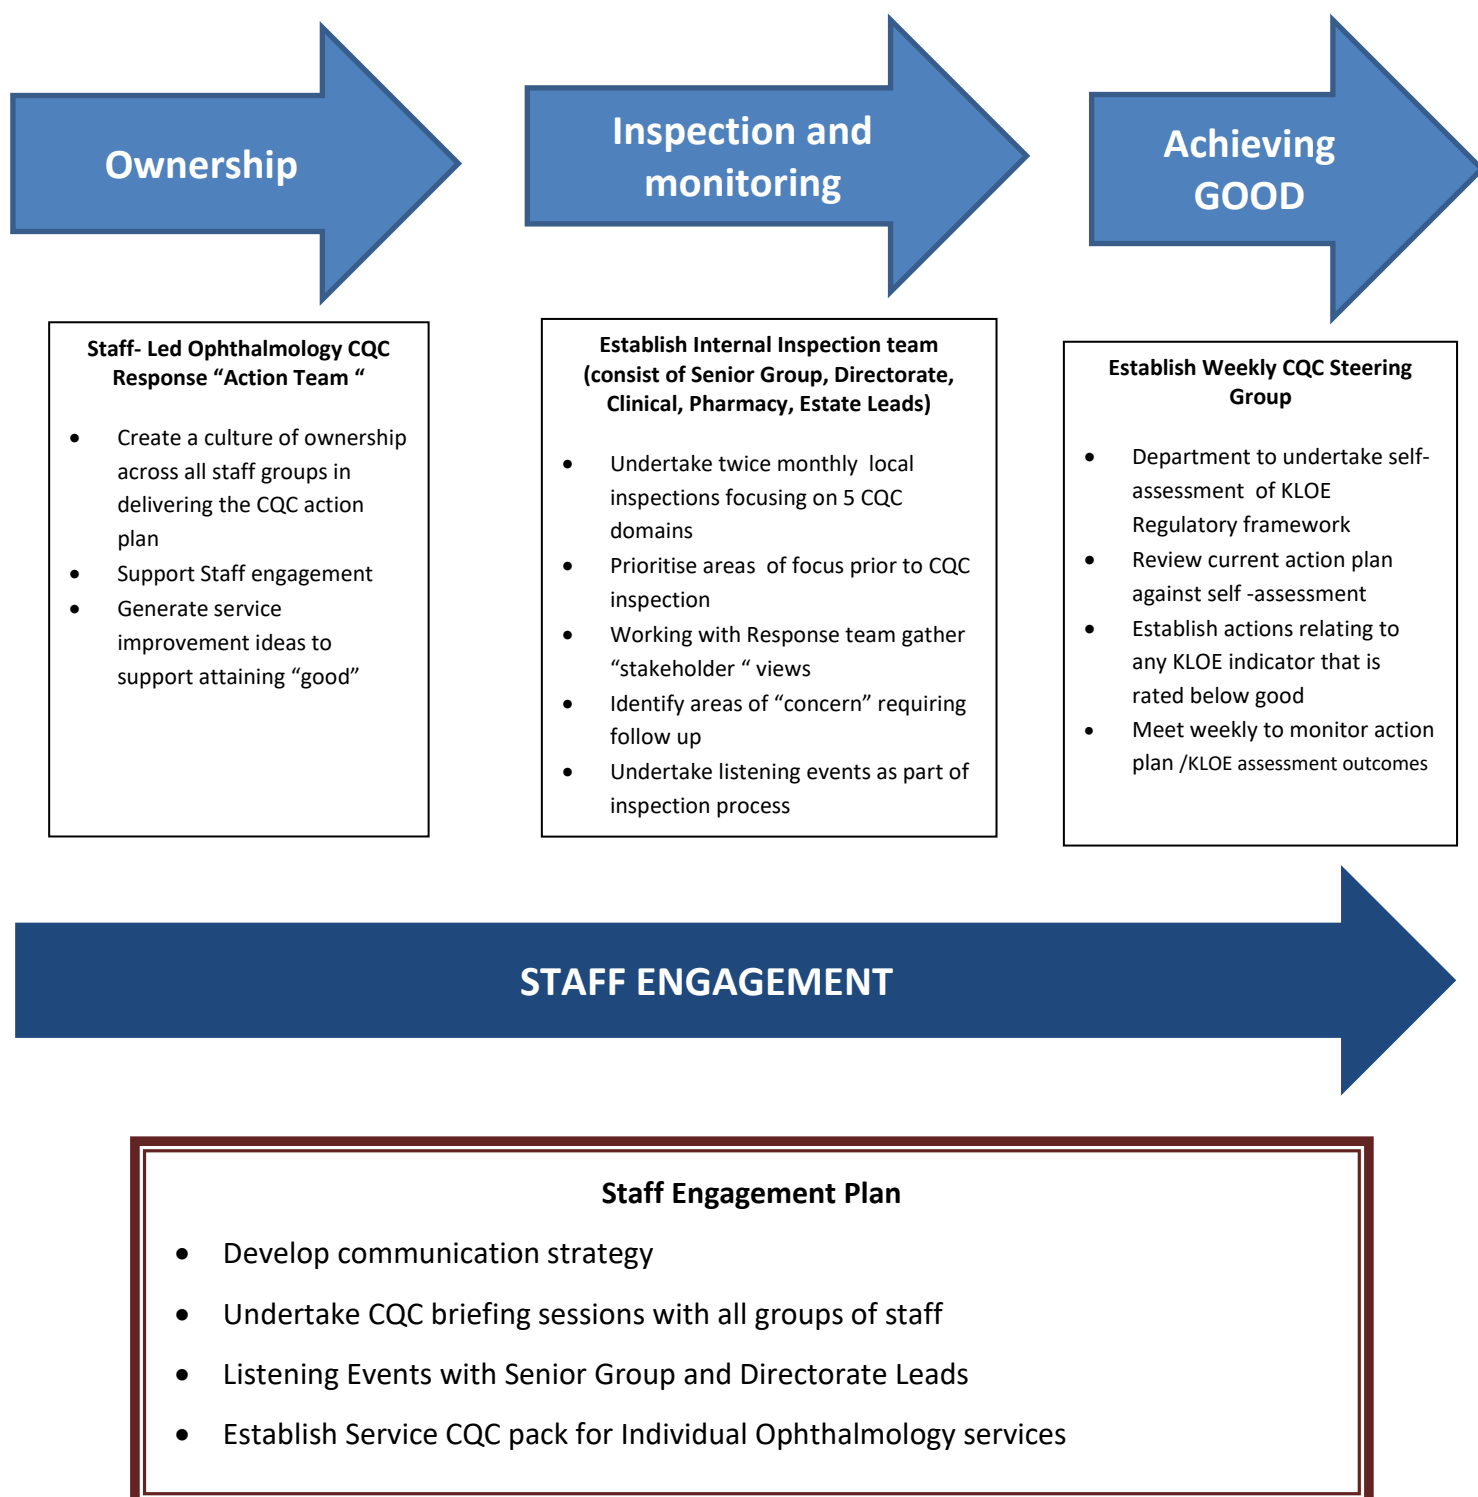 Ownership
Inspection and
monitoring
Achieving
GOOD
Staff- Led Ophthalmology CQC
Response “Action Team “
• Create a culture of ownership
across all staff groups in
delivering the CQC action
plan
• Support Staff engagement
• Generate service
improvement ideas to
support attaining “good”
Establish Internal Inspection team
(consist of Senior Group, Directorate,
Clinical, Pharmacy, Estate Leads)
• Undertake twice monthly local
inspections focusing on 5 CQC
domains
• Prioritise areas of focus prior to CQC
inspection
• Working with Response team gather
“stakeholder “ views
• Identify areas of “concern” requiring
follow up
• Undertake listening events as part of
inspection process
Establish Weekly CQC Steering
Group
• Department to undertake self-
assessment of KLOE
Regulatory framework
• Review current action plan
against self -assessment
• Establish actions relating to
any KLOE indicator that is
rated below good
• Meet weekly to monitor action
plan /KLOE assessment outcomes
STAFF ENGAGEMENT
Staff Engagement Plan
• Develop communication strategy
• Undertake CQC briefing sessions with all groups of staff
• Listening Events with Senior Group and Directorate Leads
• Establish Service CQC pack for Individual Ophthalmology services